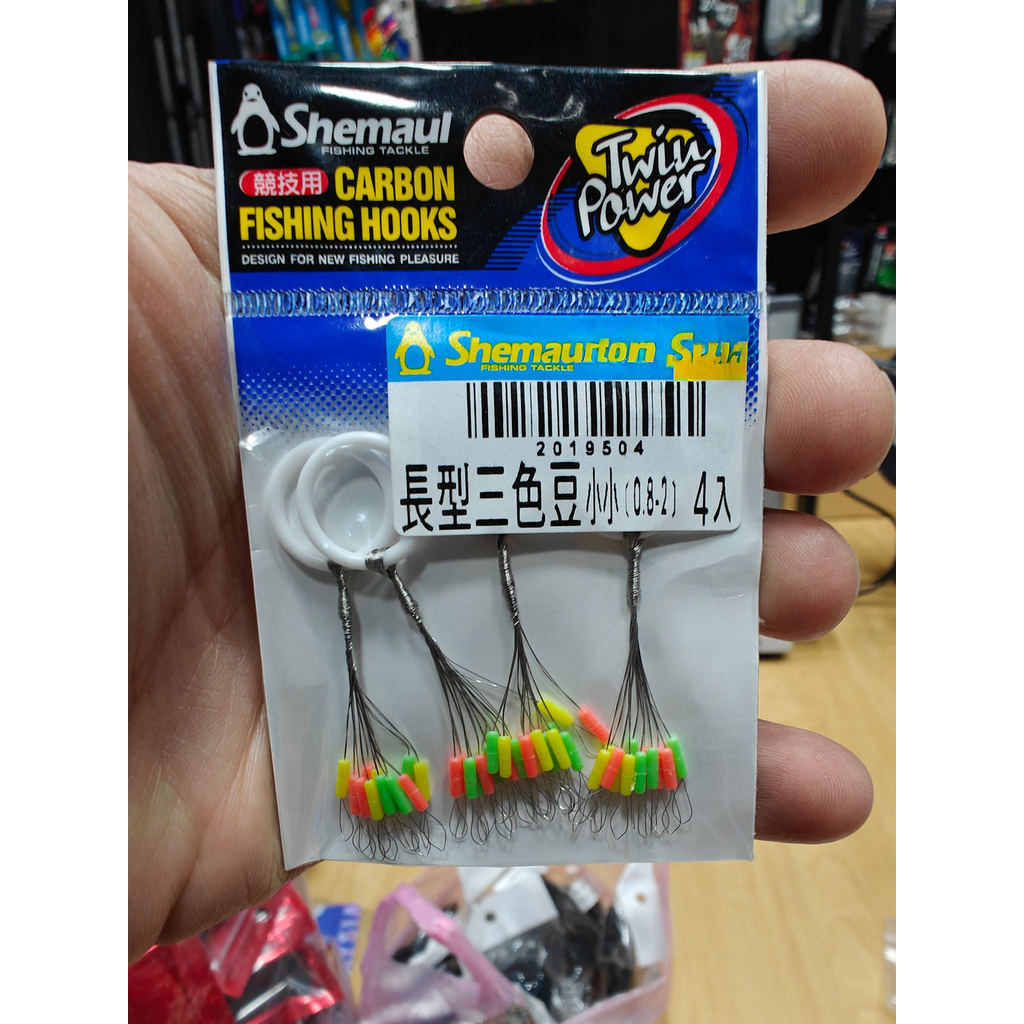 Shemaul
FISHING TACKLE
競技用 CARBON
FISHING HOOKS
DESIGN FOR NEW FISHING PLEASURE
Twin
Power
Shemaurton
FISHING TACKLE
2019504
長型三色豆小小(0.8-2) 4入